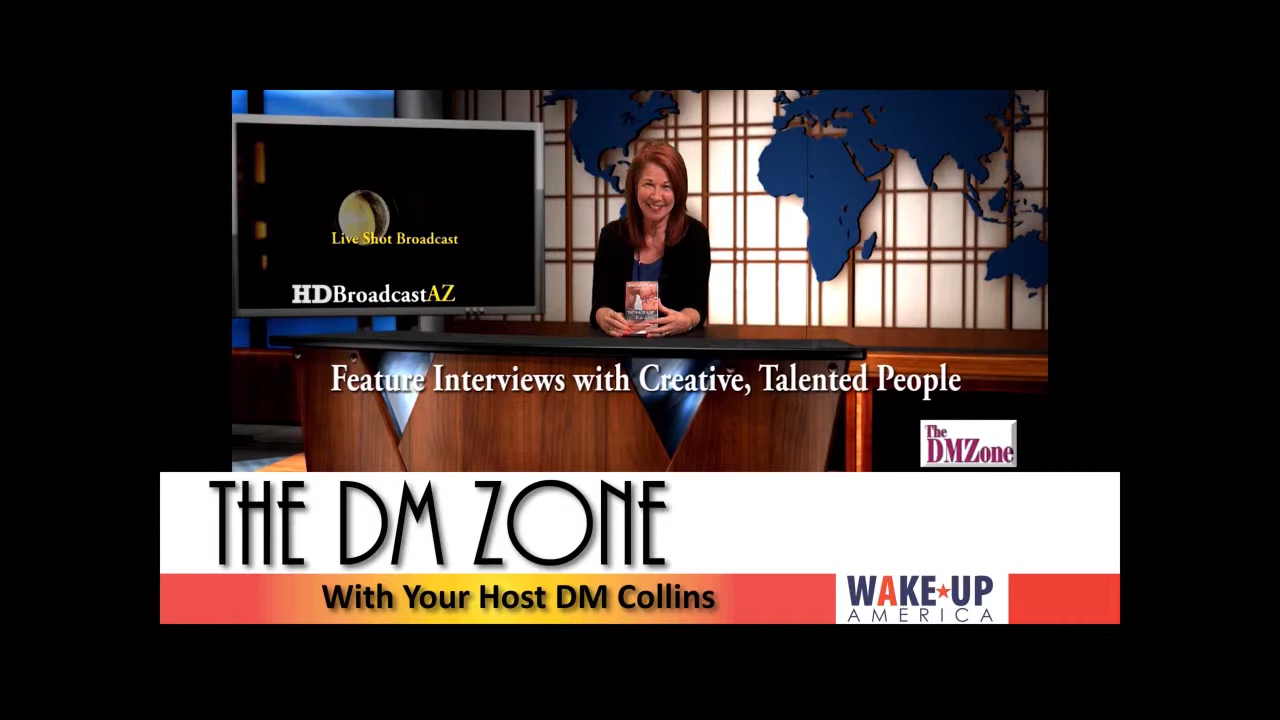 Live Shot Broadcast
HDBroadcastAZ
Feature Interviews with Creative, Talented People
The
DMZone
THE DM ZONE
With Your Host DM Collins
WAKE★UP
AMERICA